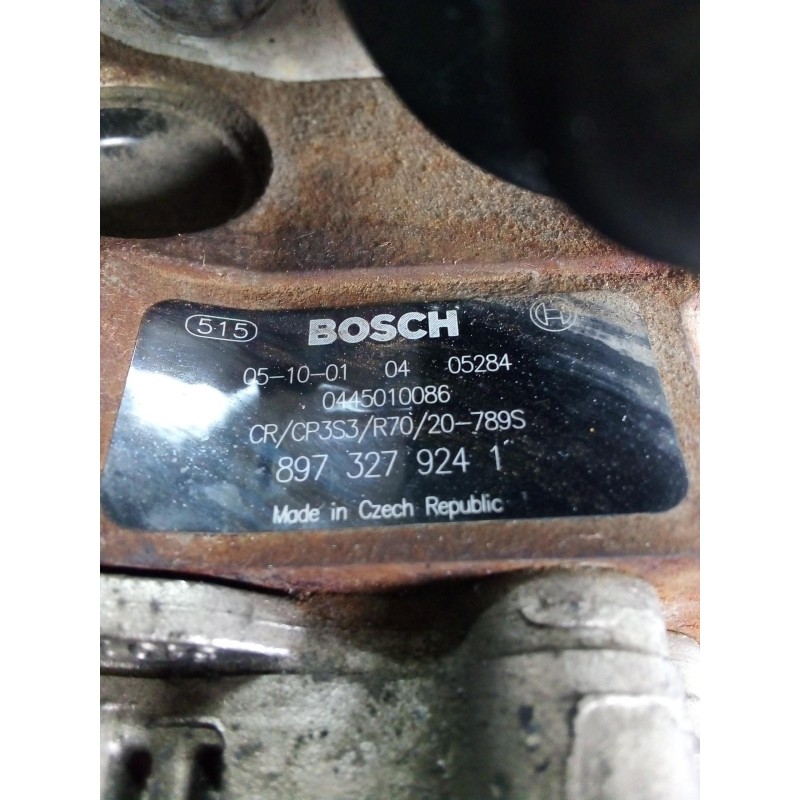 515 BOSCH H
05-10-01 04 05284
0445010086
CR/CP3S3/R70/20-789S
897 327 924 1
Made in Czech Republic